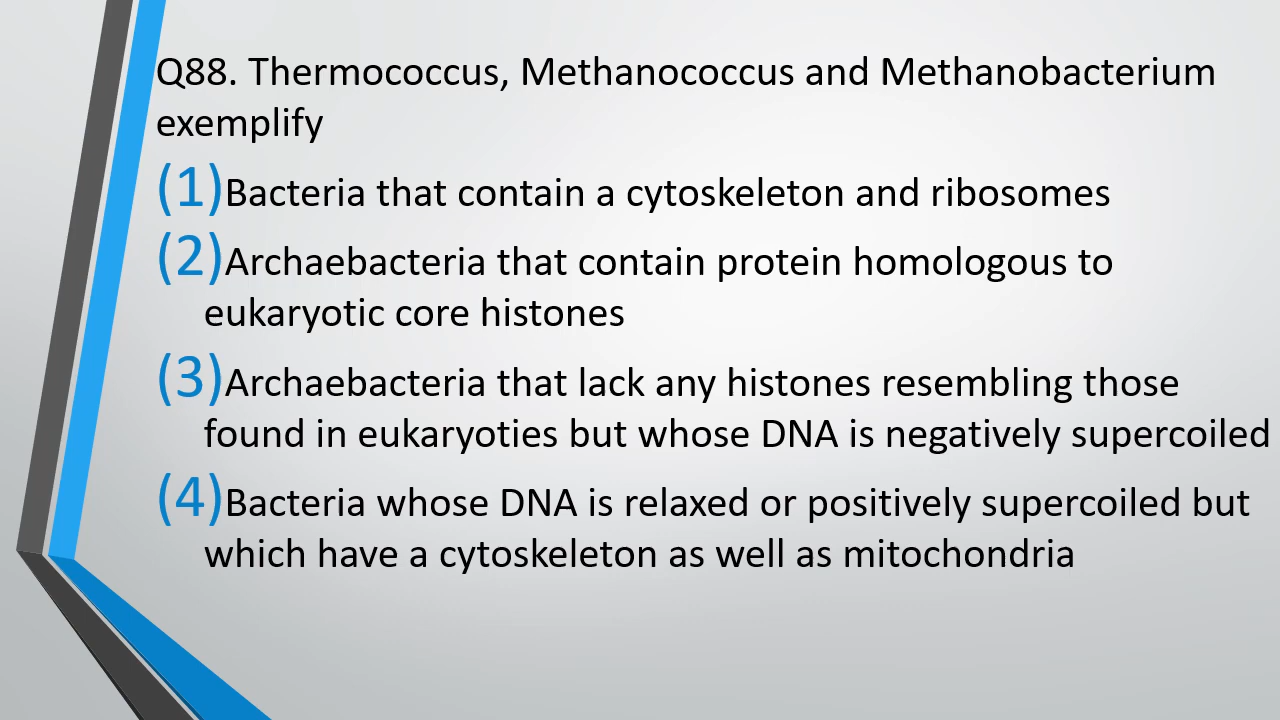 Q88. Thermococcus, Methanococcus and Methanobacterium
exemplify
(1)Bacteria that contain a cytoskeleton and ribosomes
(2)Archaebacteria that contain protein homologous to
eukaryotic core histones
(3)Archaebacteria that lack any histones resembling those
found in eukaryoties but whose DNA is negatively supercoiled
(4)Bacteria whose DNA is relaxed or positively supercoiled but
which have a cytoskeleton as well as mitochondria